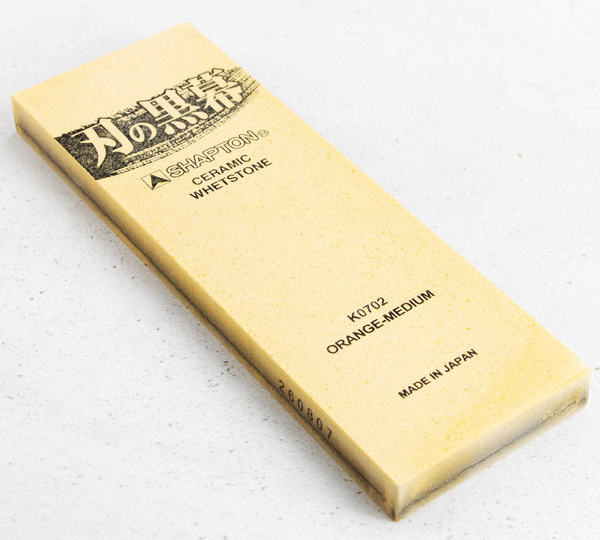 刃の黒幕
SHAPTON®
CERAMIC
WHETSTONE
K0702
ORANGE-MEDIUM
MADE IN JAPAN
260807